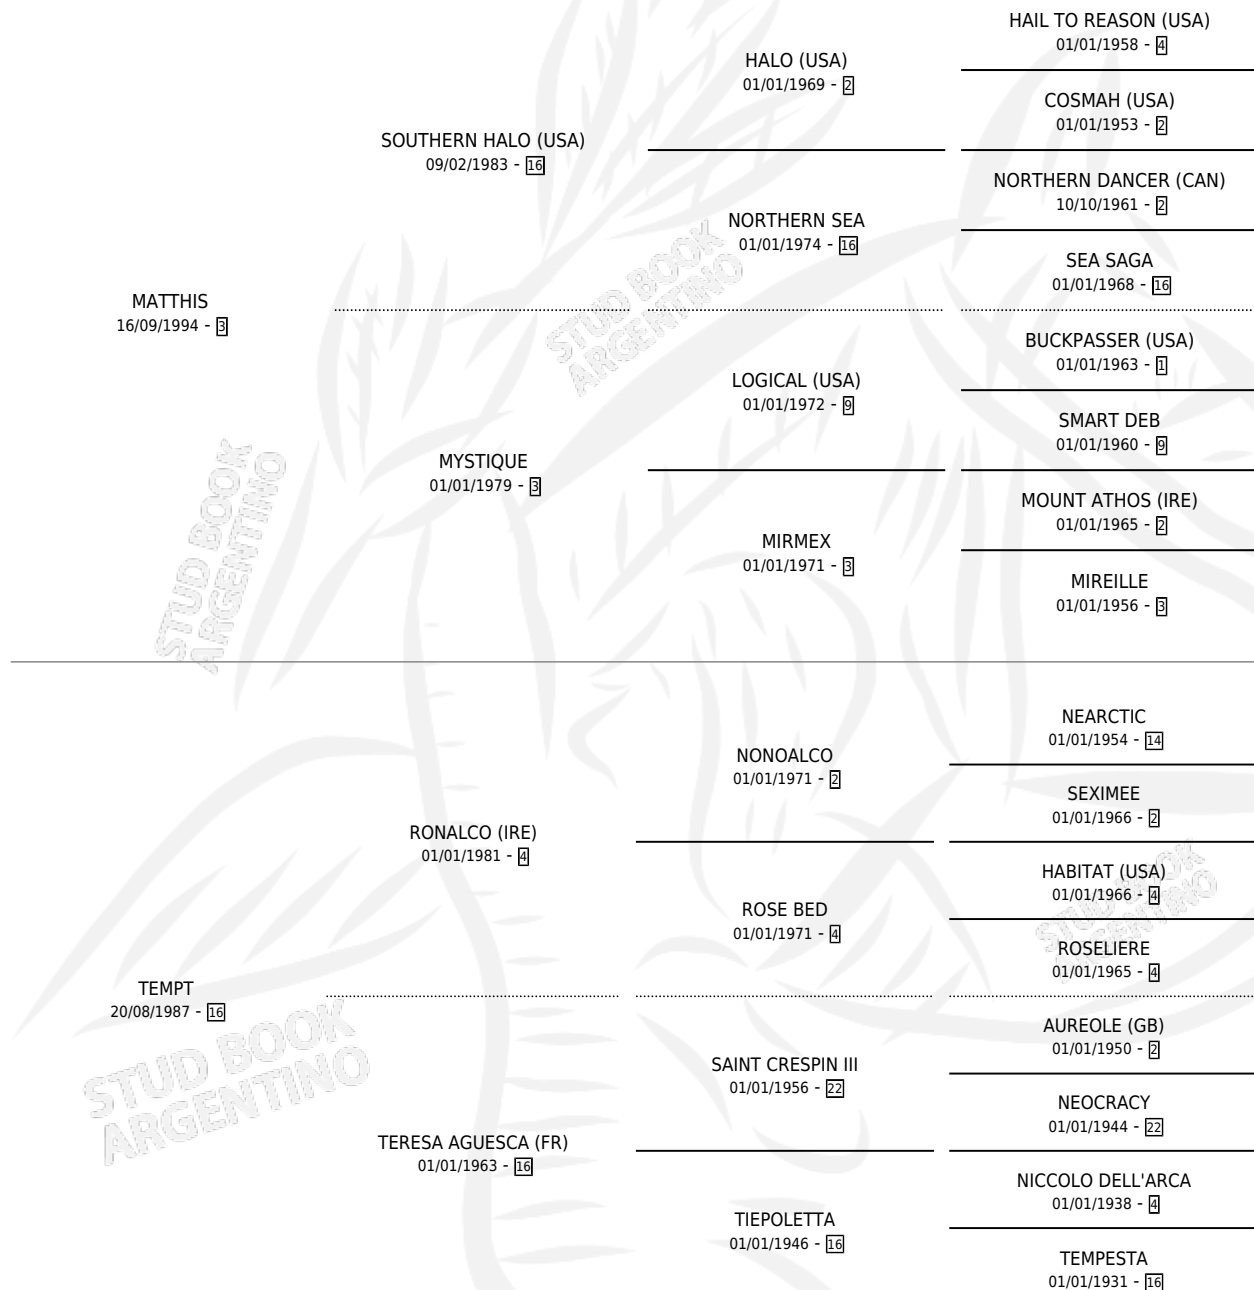 HAIL TO REASON (USA)
01/01/1958 - 4
HALO (USA)
01/01/1969 - 2
COSMAH (USA)
01/01/1953 - 2
SOUTHERN HALO (USA)
09/02/1983 - 16
NORTHERN DANCER (CAN)
10/10/1961 - 2
NORTHERN SEA
01/01/1974 - 16
SEA SAGA
01/01/1968 - 16
MATTHIS
16/09/1994 - 3
STUD BOOK
ARGENTINO
BUCKPASSER (USA)
01/01/1963 - 1
LOGICAL (USA)
01/01/1972 - 9
SMART DEB
01/01/1960 - 9
MYSTIQUE
01/01/1979 - 3
MOUNT ATHOS (IRE)
01/01/1965 - 2
MIRMEX
01/01/1971 - 3
MIREILLE
01/01/1956 - 3
STUD BOOK
ARGENTINO
NEARCTIC
01/01/1954 - 14
NONOALCO
01/01/1971 - 2
SEXIMEE
01/01/1966 - 2
RONALCO (IRE)
01/01/1981 - 4
HABITAT (USA)
01/01/1966 - 4
STUD BOOK
ARGENTINO
ROSE BED
01/01/1971 - 4
ROSELIERE
01/01/1965 - 4
TEMPT
20/08/1987 - 16
STUD BOOK
ARGENTINO
AUREOLE (GB)
01/01/1950 - 2
SAINT CRESPIN III
01/01/1956 - 22
NEOCRACY
01/01/1944 - 22
TERESA AGUESCA (FR)
01/01/1963 - 16
NICCOLO DELL'ARCA
01/01/1938 - 4
TIEPOLETTA
01/01/1946 - 16
TEMPESTA
01/01/1931 - 16